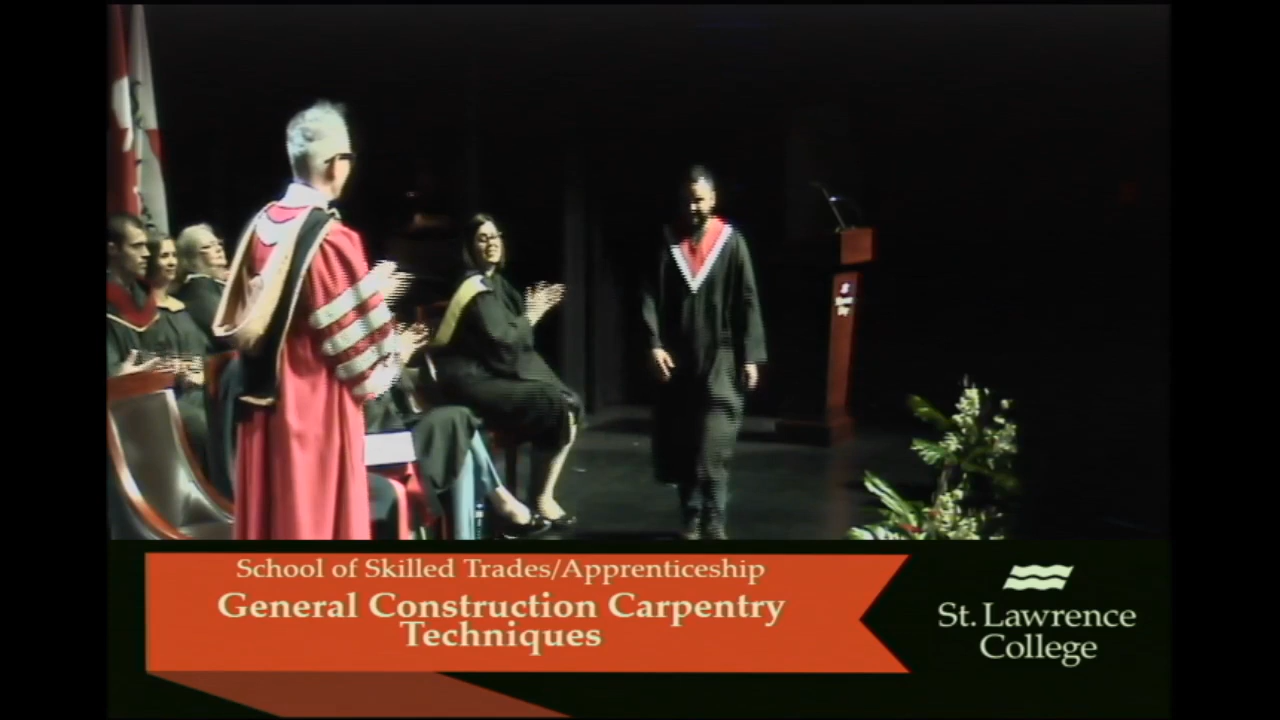 School of Skilled Trades/Apprenticeship
General Construction Carpentry
Techniques
St. Lawrence
College